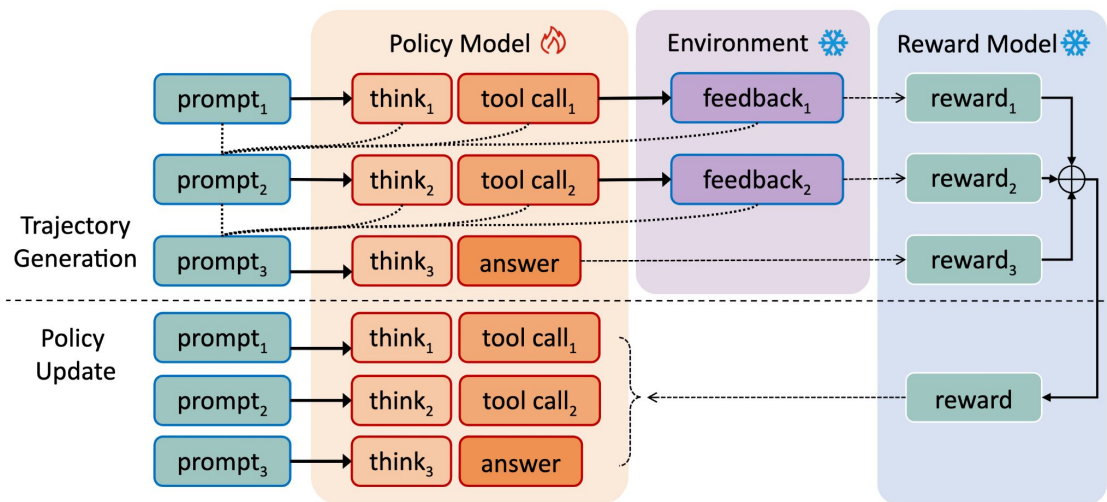 Policy Model
Environment
Reward Model
prompt₁ think₁ tool call₁ feedback₁ reward₁
prompt₂ think₂ tool call₂ feedback₂ reward₂
Trajectory
Generation
prompt₃ think₃ answer reward₃
Policy
Update
prompt₁ think₁ tool call₁
prompt₂ think₂ tool call₂ reward
prompt₃ think₃ answer